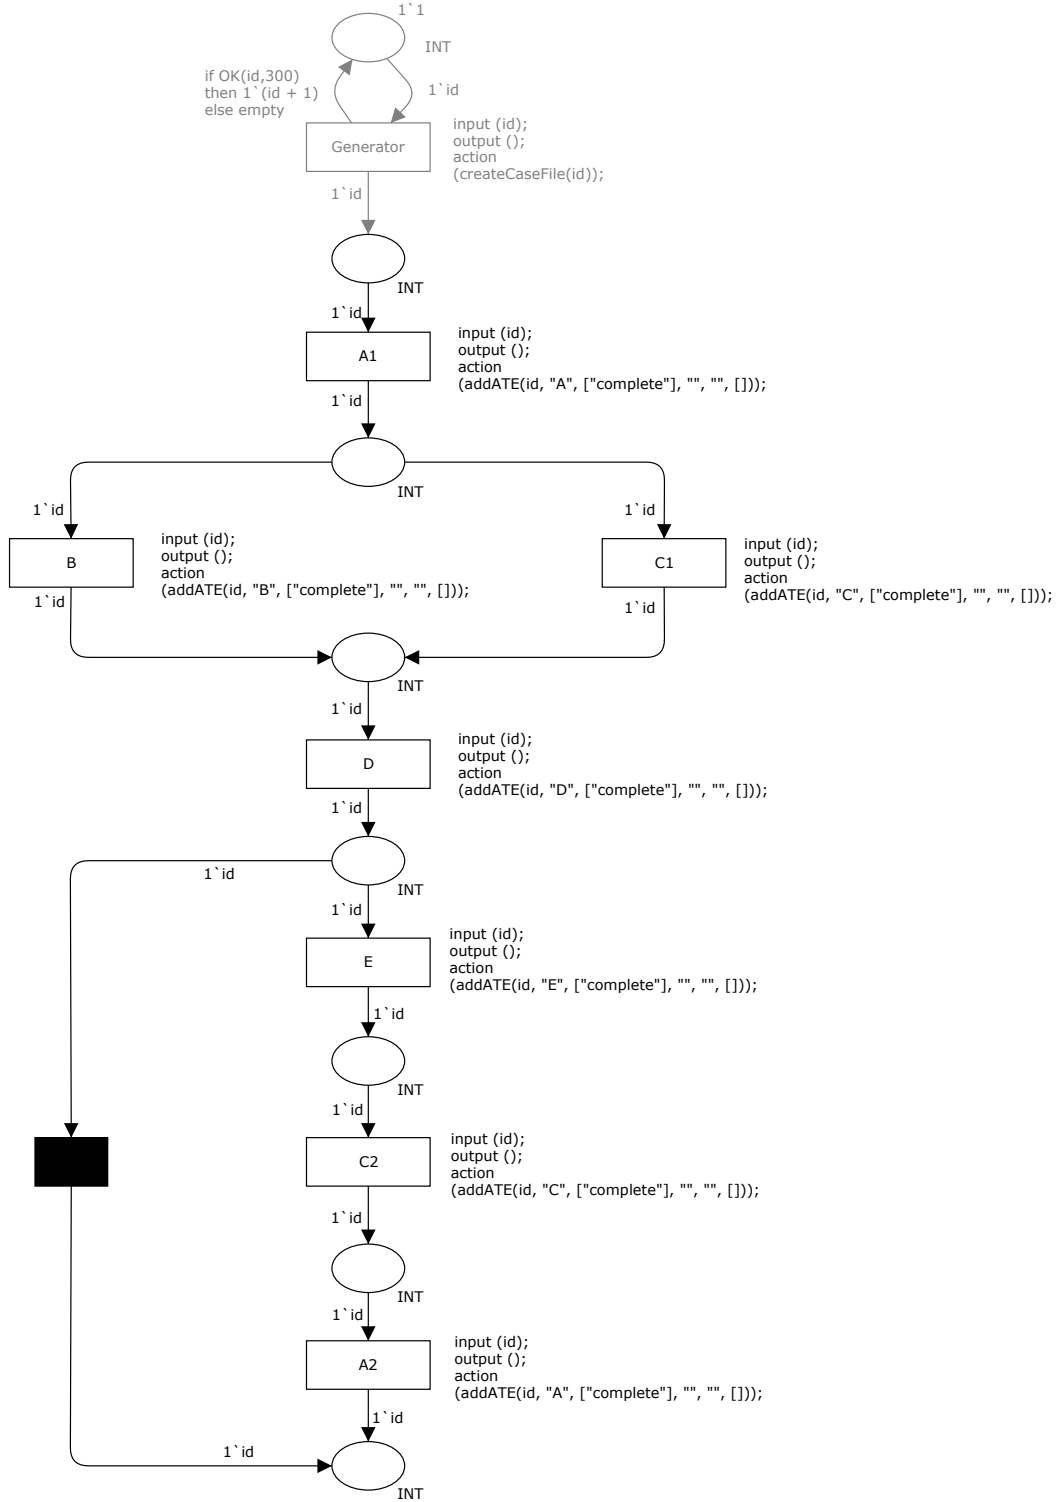 1`1
INT
if OK(id,300)
then 1`(id + 1)
else empty
1`id
Generator
input (id);
output ();
action
(createCaseFile(id));
1`id
INT
1`id
A1
input (id);
output ();
action
(addATE(id, "A", ["complete"], "", "", []));
1`id
INT
1`id
1`id
B
input (id);
output ();
action
(addATE(id, "B", ["complete"], "", "", []));
C1
input (id);
output ();
action
(addATE(id, "C", ["complete"], "", "", []));
1`id
1`id
INT
1`id
D
input (id);
output ();
action
(addATE(id, "D", ["complete"], "", "", []));
1`id
1`id
INT
1`id
E
input (id);
output ();
action
(addATE(id, "E", ["complete"], "", "", []));
1`id
INT
1`id
C2
input (id);
output ();
action
(addATE(id, "C", ["complete"], "", "", []));
1`id
INT
1`id
A2
input (id);
output ();
action
(addATE(id, "A", ["complete"], "", "", []));
1`id
1`id
INT